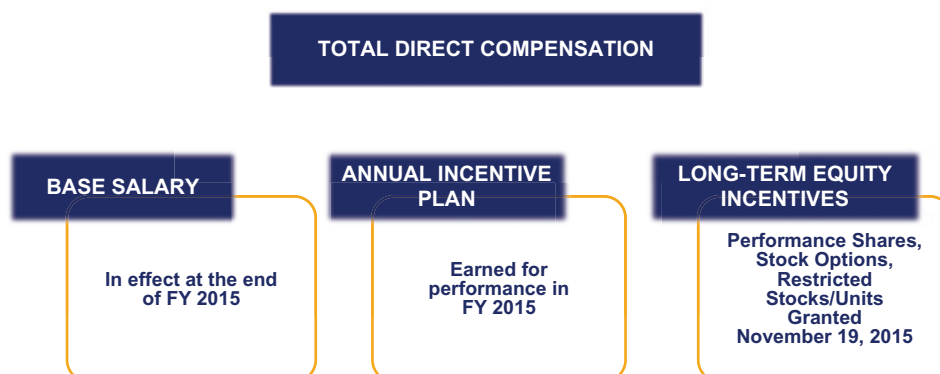 TOTAL DIRECT COMPENSATION
BASE SALARY
In effect at the end
of FY 2015
ANNUAL INCENTIVE
PLAN
Earned for
performance in
FY 2015
LONG-TERM EQUITY
INCENTIVES
Performance Shares,
Stock Options,
Restricted
Stocks/Units
Granted
November 19, 2015